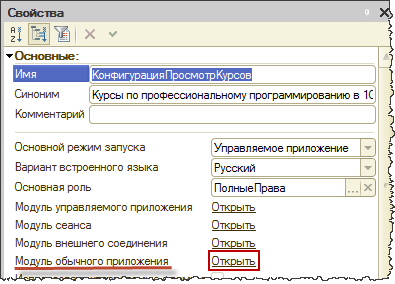 Свойства
Основные:
Имя КонфигурацияПросмотрКурсов
Синоним Курсы по профессиональному программированию в 1С
Комментарий
Основной режим запуска Управляемое приложение
Вариант встроенного языка Русский
Основная роль ПолныеПрава ...
Модуль управляемого приложения Открыть
Модуль сеанса Открыть
Модуль внешнего соединения Открыть
Модуль обычного приложения Открыть